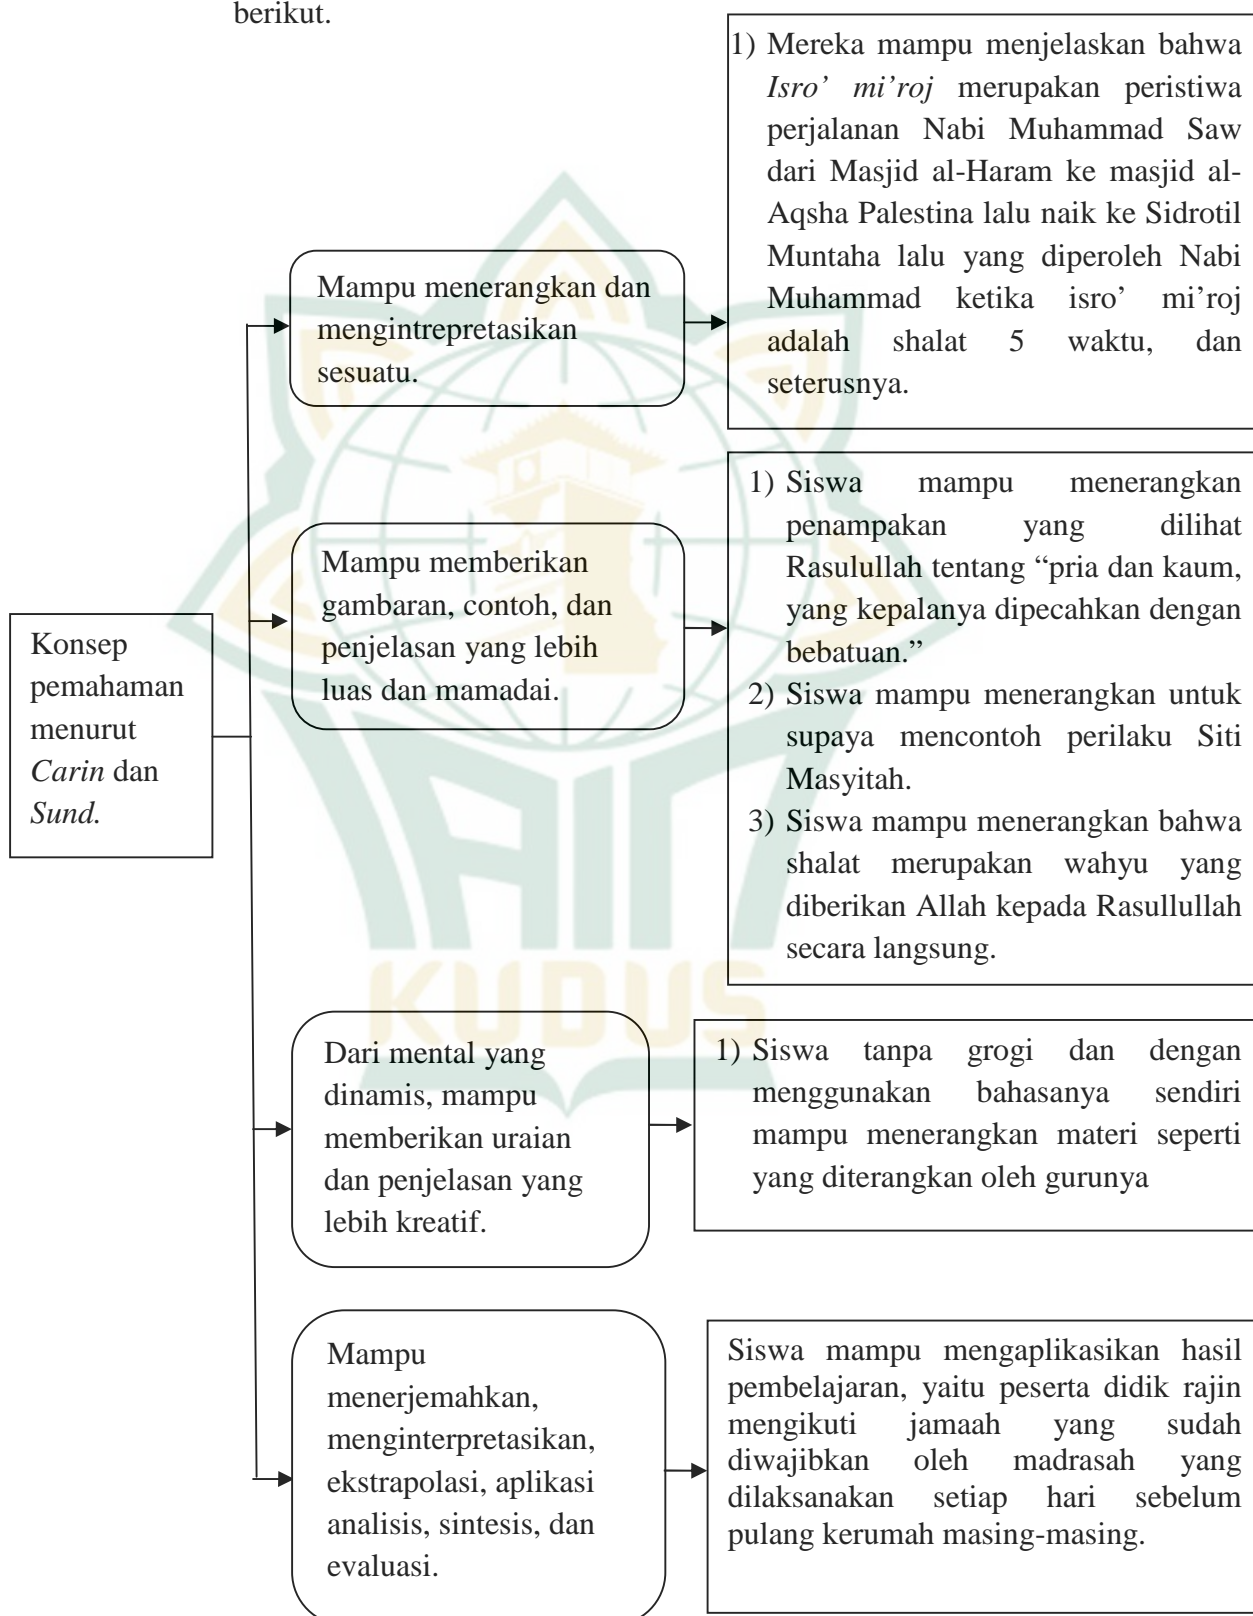 berikut.
Konsep
pemahaman
menurut
Carin dan
Sund.
Mampu menerangkan dan
mengintrepretasikan
sesuatu.
1) Mereka mampu menjelaskan bahwa
Isro’ mi’roj merupakan peristiwa
perjalanan Nabi Muhammad Saw
dari Masjid al-Haram ke masjid al-
Aqsha Palestina lalu naik ke Sidrotil
Muntaha lalu yang diperoleh Nabi
Muhammad ketika isro’ mi’roj
adalah shalat 5 waktu, dan
seterusnya.
Mampu memberikan
gambaran, contoh, dan
penjelasan yang lebih
luas dan mamadai.
1) Siswa mampu menerangkan
penampakan yang dilihat
Rasulullah tentang “pria dan kaum,
yang kepalanya dipecahkan dengan
bebatuan.”
2) Siswa mampu menerangkan untuk
supaya mencontoh perilaku Siti
Masyitah.
3) Siswa mampu menerangkan bahwa
shalat merupakan wahyu yang
diberikan Allah kepada Rasullullah
secara langsung.
Dari mental yang
dinamis, mampu
memberikan uraian
dan penjelasan yang
lebih kreatif.
1) Siswa tanpa grogi dan dengan
menggunakan bahasanya sendiri
mampu menerangkan materi seperti
yang diterangkan oleh gurunya
Mampu
menerjemahkan,
menginterpretasikan,
ekstrapolasi, aplikasi
analisis, sintesis, dan
evaluasi.
Siswa mampu mengaplikasikan hasil
pembelajaran, yaitu peserta didik rajin
mengikuti jamaah yang sudah
diwajibkan oleh madrasah yang
dilaksanakan setiap hari sebelum
pulang kerumah masing-masing.
IAIN
KUDUS